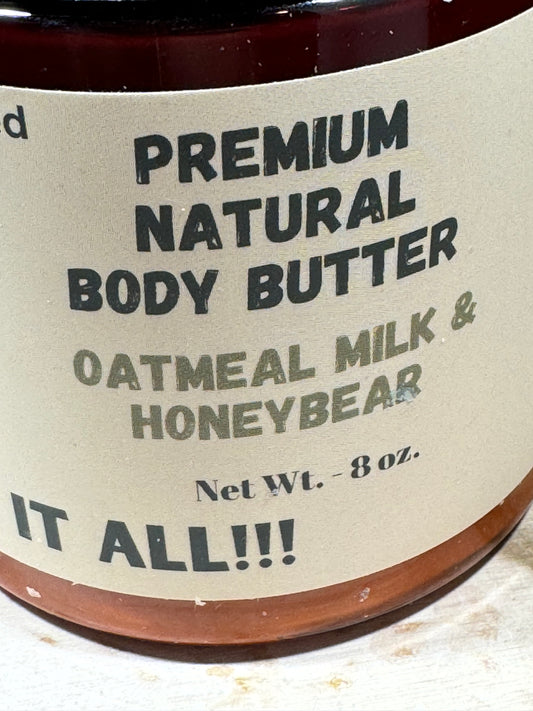 PREMIUM
NATURAL
BODY BUTTER
OATMEAL MILK &
HONEYBEAR
Net Wt. - 8 oz.
IT ALL!!!